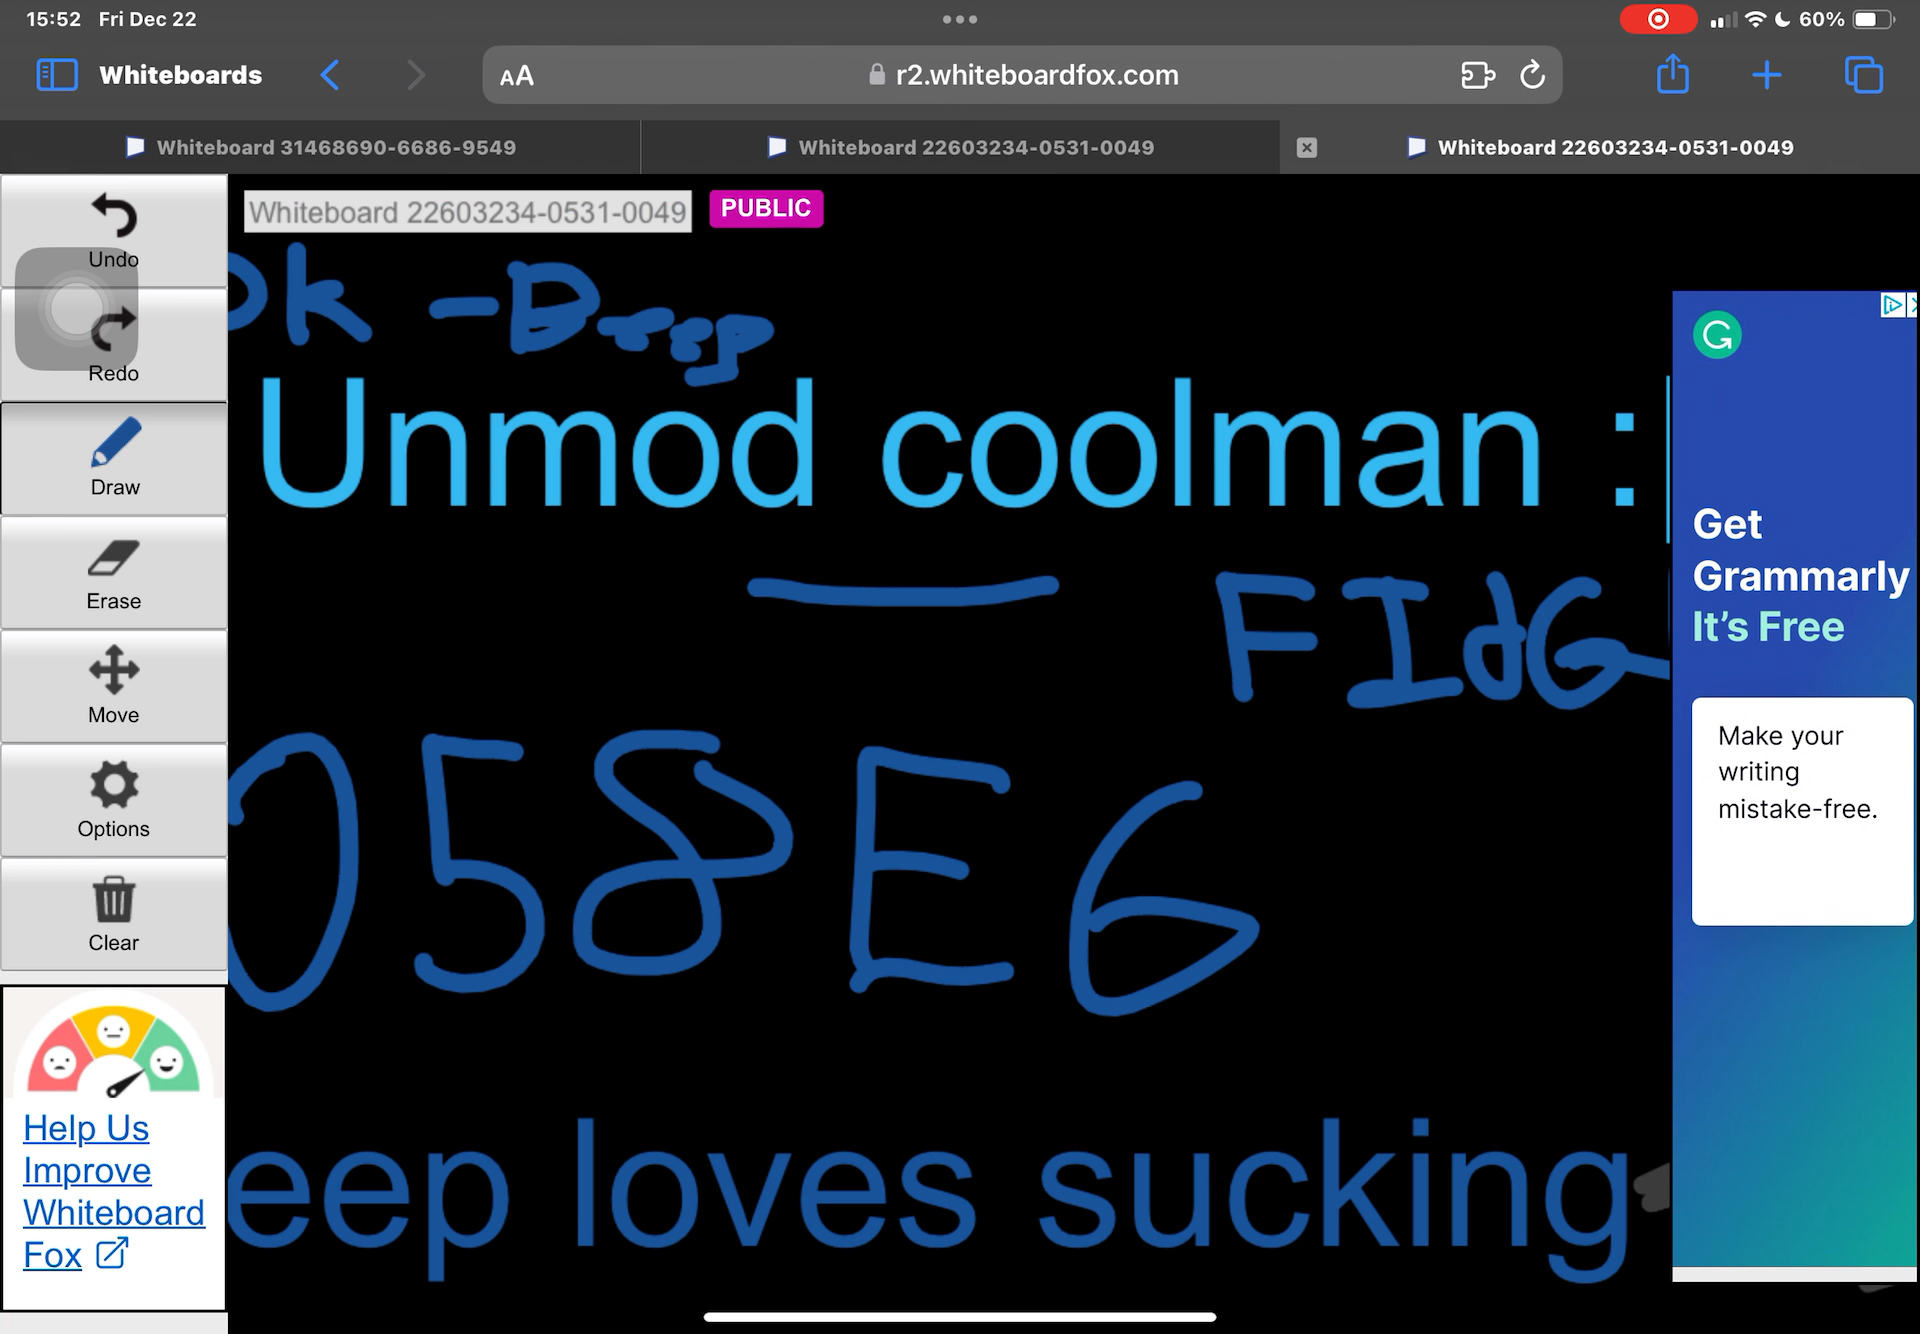 15:52 Fri Dec 22
60%
Whiteboards
AA
r2.whiteboardfox.com
Whiteboard 31468690-6686-9549
Whiteboard 22603234-0531-0049
Whiteboard 22603234-0531-0049
Undo
Redo
Draw
Erase
Move
Options
Clear
Help Us
Improve
Whiteboard
Fox
Whiteboard 22603234-0531-0049 PUBLIC
Ok -
Unmod coolman :
FIdG
058E6
eep loves sucking
Get
Grammarly
It's Free
Make your
writing
mistake-free.